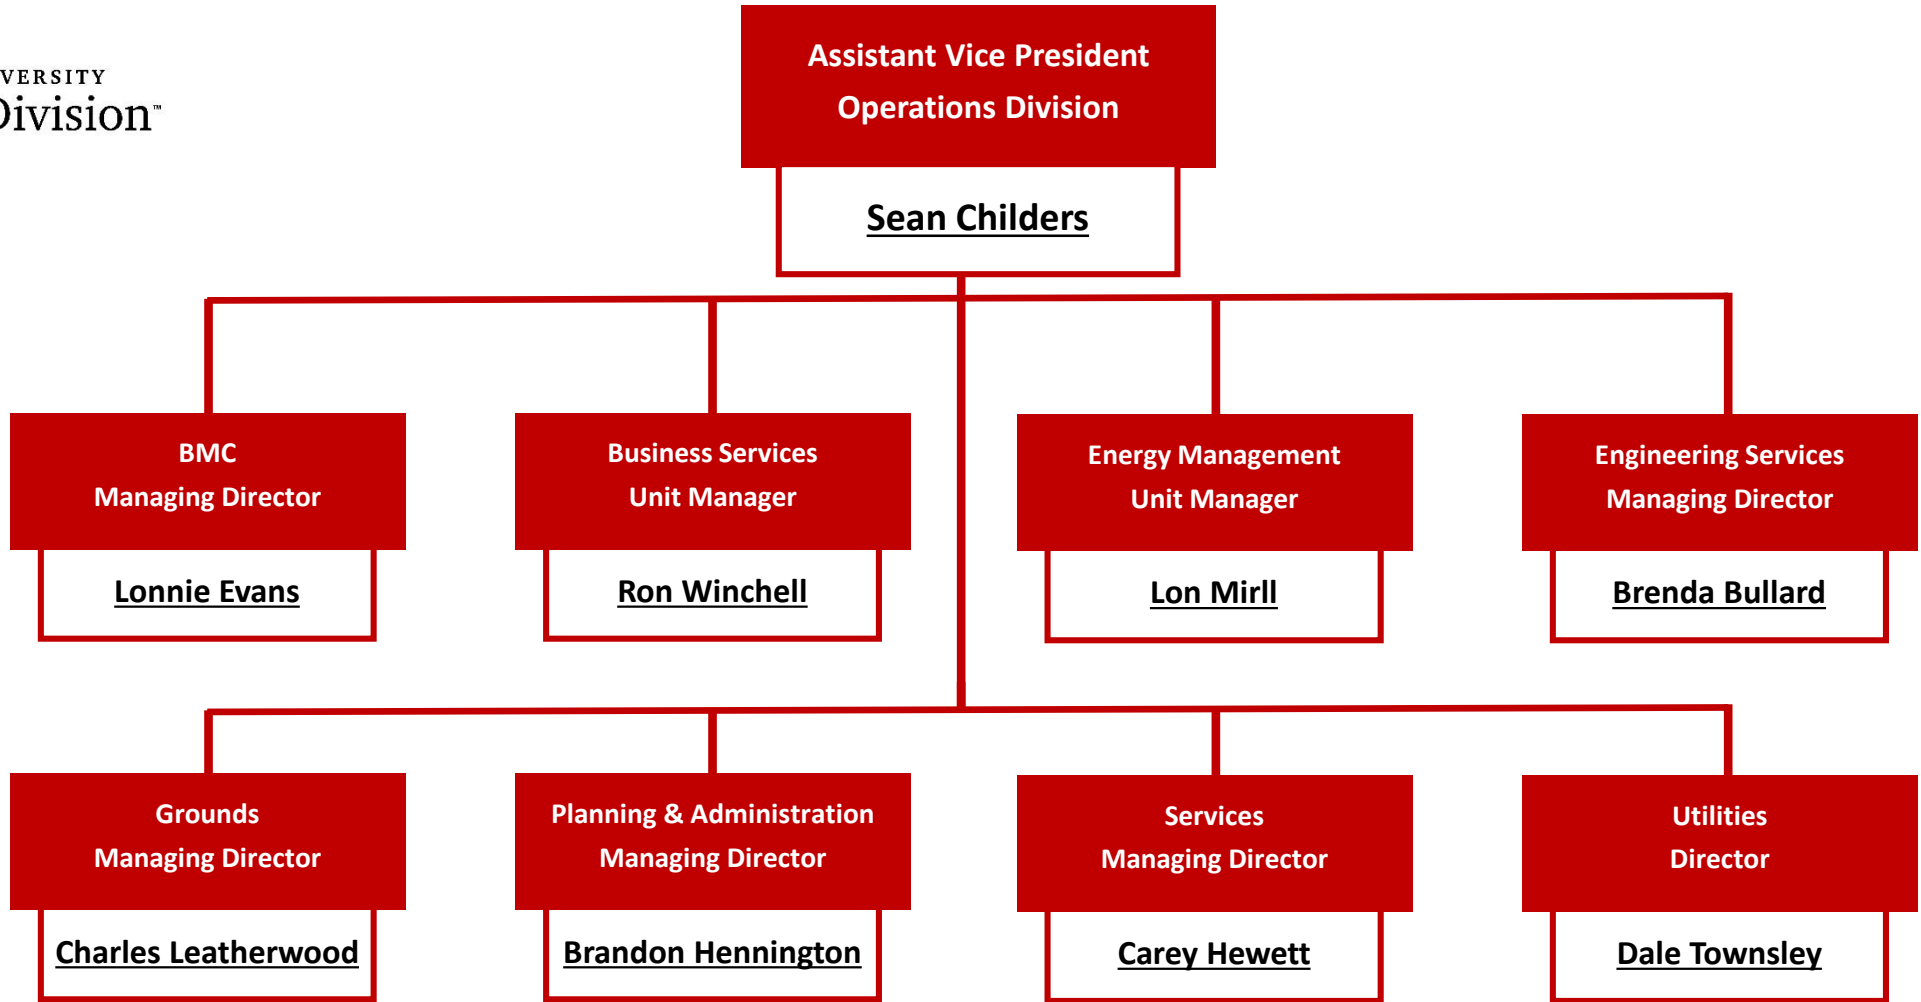 VERSITY
Division™
Assistant Vice President
Operations Division
Sean Childers
BMC
Managing Director
Lonnie Evans
Business Services
Unit Manager
Ron Winchell
Energy Management
Unit Manager
Lon Mirll
Engineering Services
Managing Director
Brenda Bullard
Grounds
Managing Director
Charles Leatherwood
Planning & Administration
Managing Director
Brandon Hennington
Services
Managing Director
Carey Hewett
Utilities
Director
Dale Townsley